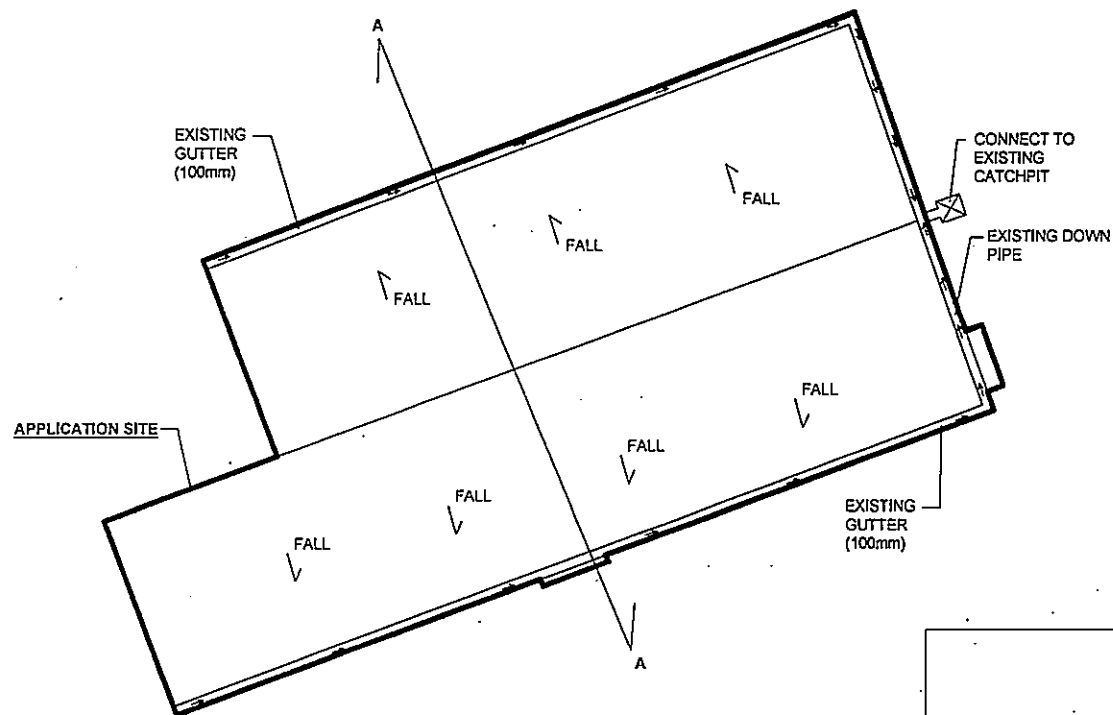 A
EXISTING
GUTTER
(100mm)
CONNECT TO
EXISTING
CATCHPIT
FALL
FALL
FALL
EXISTING DOWN
PIPE
APPLICATION SITE
FALL
FALL
FALL
FALL
EXISTING
GUTTER
(100mm)
A